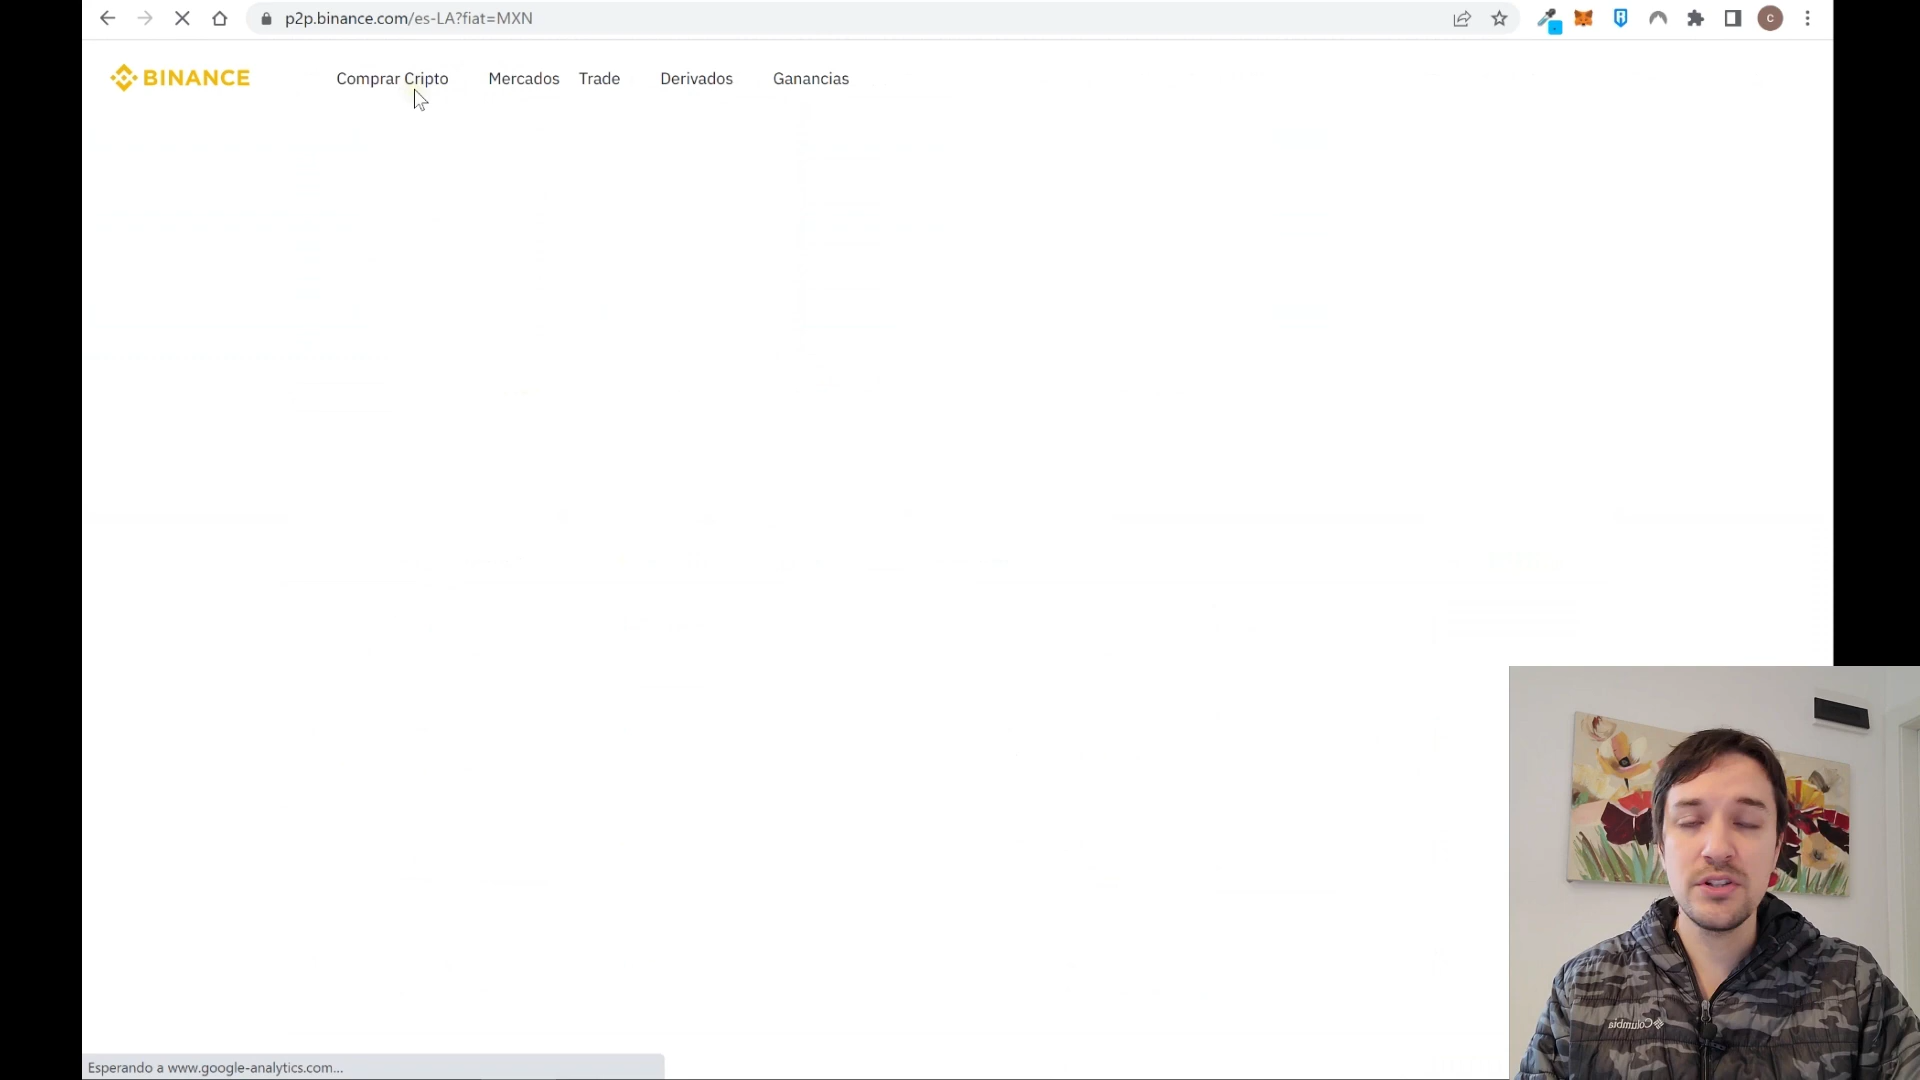 p2p.binance.com/es-LA?fiat=MXN
C
BINANCE
Comprar Cripto
Mercados
Trade
Derivados
Ganancias
Columbia
Esperando a www.google-analytics.com...